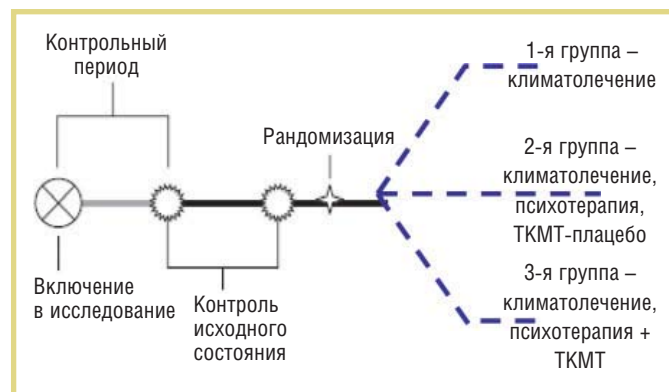 Контрольный
период
Включение
в исследование
Контроль
исходного
состояния
Рандомизация
1-я группа –
климатолечение
2-я группа –
климатолечение,
психотерапия,
ТКМТ-плацебо
3-я группа –
климатолечение,
психотерапия +
ТКМТ